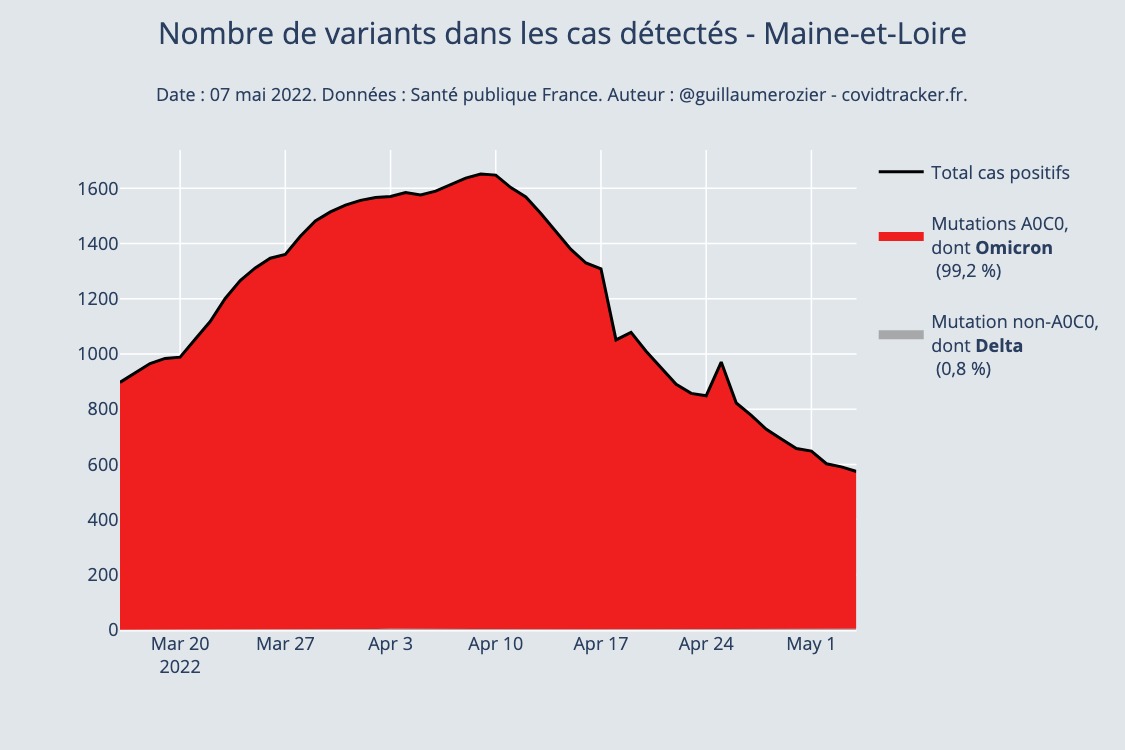 Nombre de variants dans les cas détectés - Maine-et-Loire
Date : 07 mai 2022. Données : Santé publique France. Auteur : @guillaumerozier - covidtracker.fr.
1600
1400
1200
1000
800
600
400
200
0
Mar 20
2022
Mar 27
Apr 3
Apr 10
Apr 17
Apr 24
May 1
Total cas positifs
Mutations A0C0,
dont Omicron
(99,2 %)
Mutation non-A0C0,
dont Delta
(0,8 %)